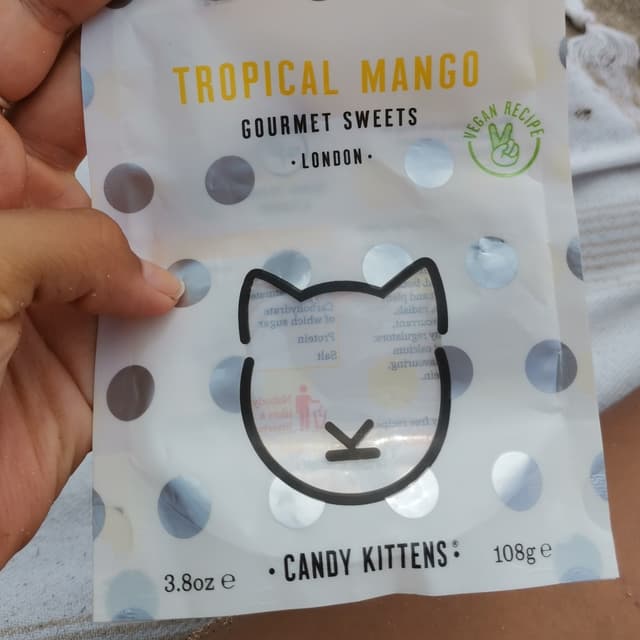 TROPICAL MANGO
GOURMET SWEETS
· LONDON ·
VEGAN RECIPE
Carbohydrate
of which sugar
Protein
Salt
· CANDY KITTENS® ·
3.8oz e
108g e